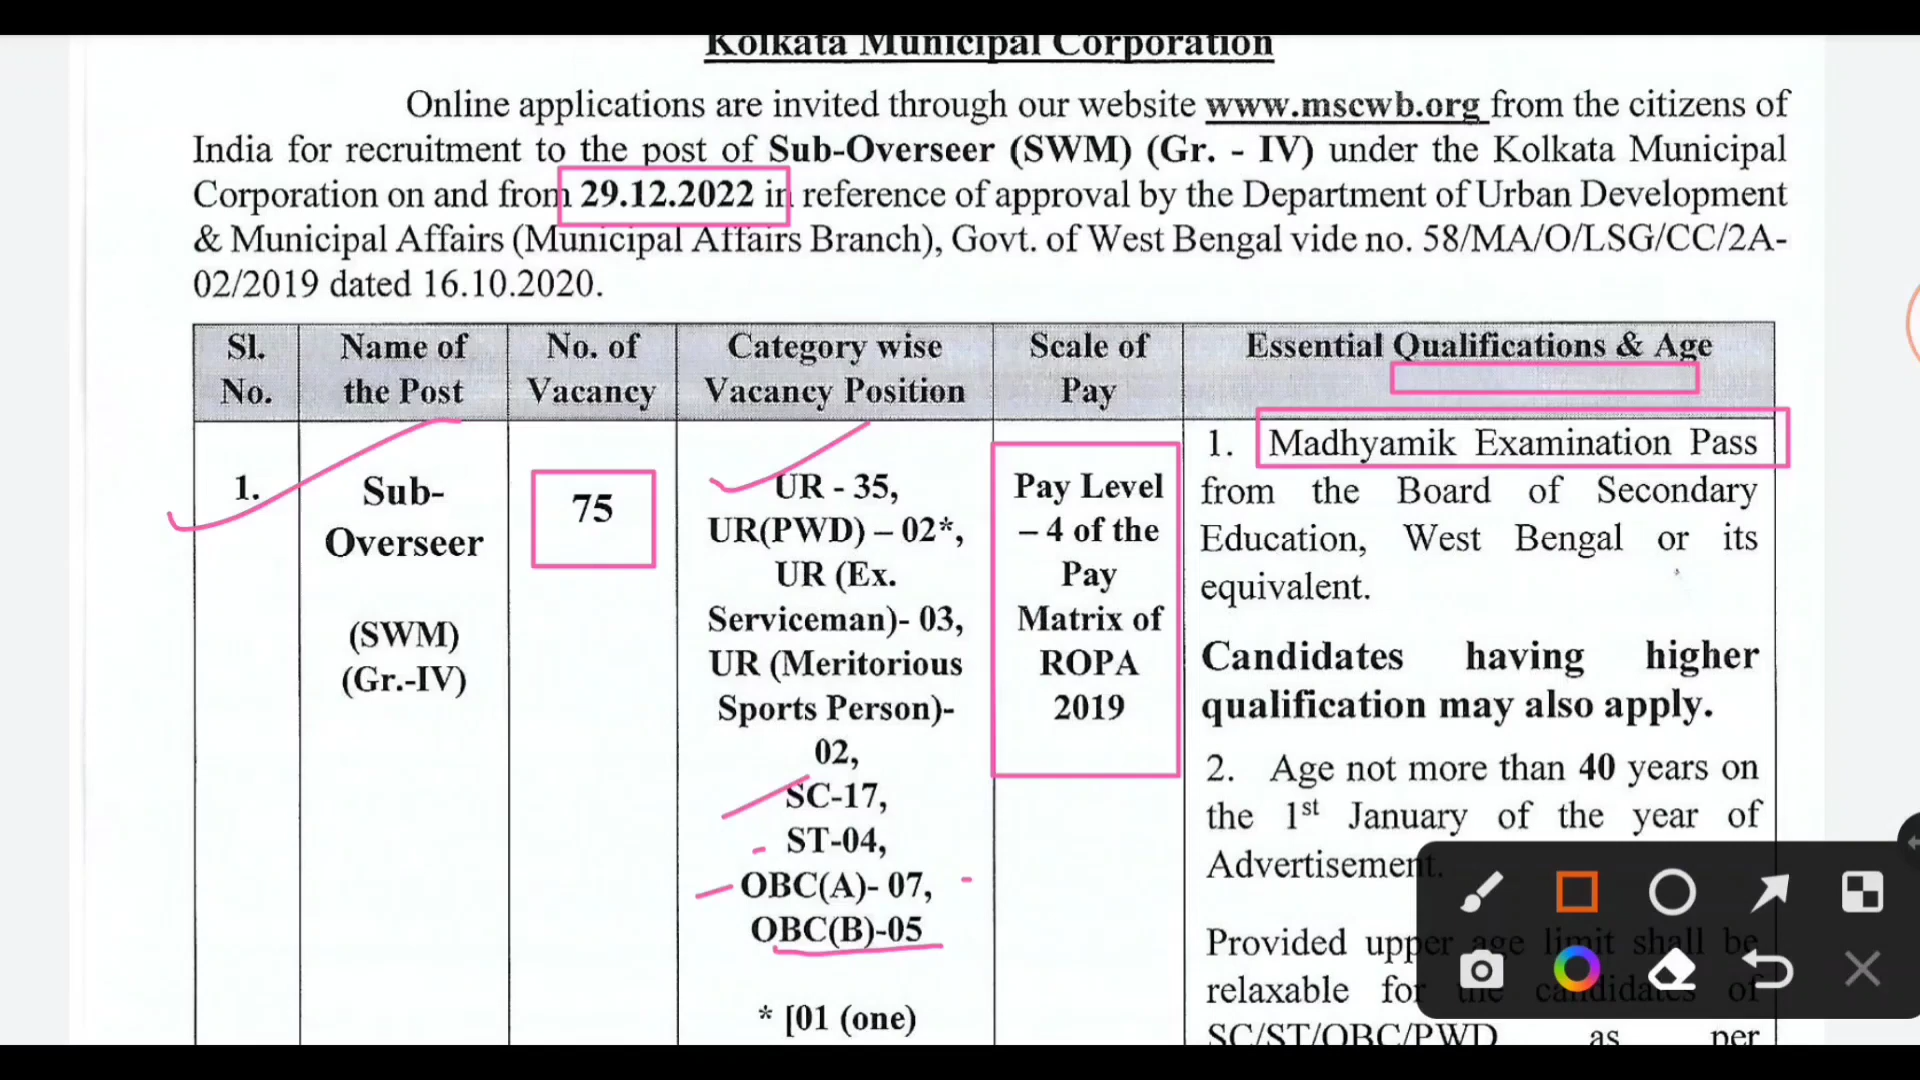 Kolkata Municipal Corporation
Online applications are invited through our website www.mscwb.org from the citizens of
India for recruitment to the post of Sub-Overseer (SWM) (Gr. - IV) under the Kolkata Municipal
Corporation on and from 29.12.2022 in reference of approval by the Department of Urban Development
& Municipal Affairs (Municipal Affairs Branch), Govt. of West Bengal vide no. 58/MA/O/LSG/CC/2A-
02/2019 dated 16.10.2020.
Sl.
No.
Name of
the Post
No. of
Vacancy
Category wise
Vacancy Position
Scale of
Pay
Essential Qualifications & Age
1.
Sub-
Overseer
(SWM)
(Gr.-IV)
75
UR - 35,
UR(PWD) – 02*,
UR (Ex.
Serviceman)- 03,
UR (Meritorious
Sports Person)-
02,
SC-17,
ST-04,
OBC(A)- 07,
OBC(B)-05
* [01 (one)
Pay Level
– 4 of the
Pay
Matrix of
ROPA
2019
1. Madhyamik Examination Pass
from the Board of Secondary
Education, West Bengal or its
equivalent.
Candidates having higher
qualification may also apply.
2. Age not more than 40 years on
the 1st January of the year of
Advertisement.
Provided upper age limit shall be
relaxable for the candidates of
SC/ST/OBC/PWD as per